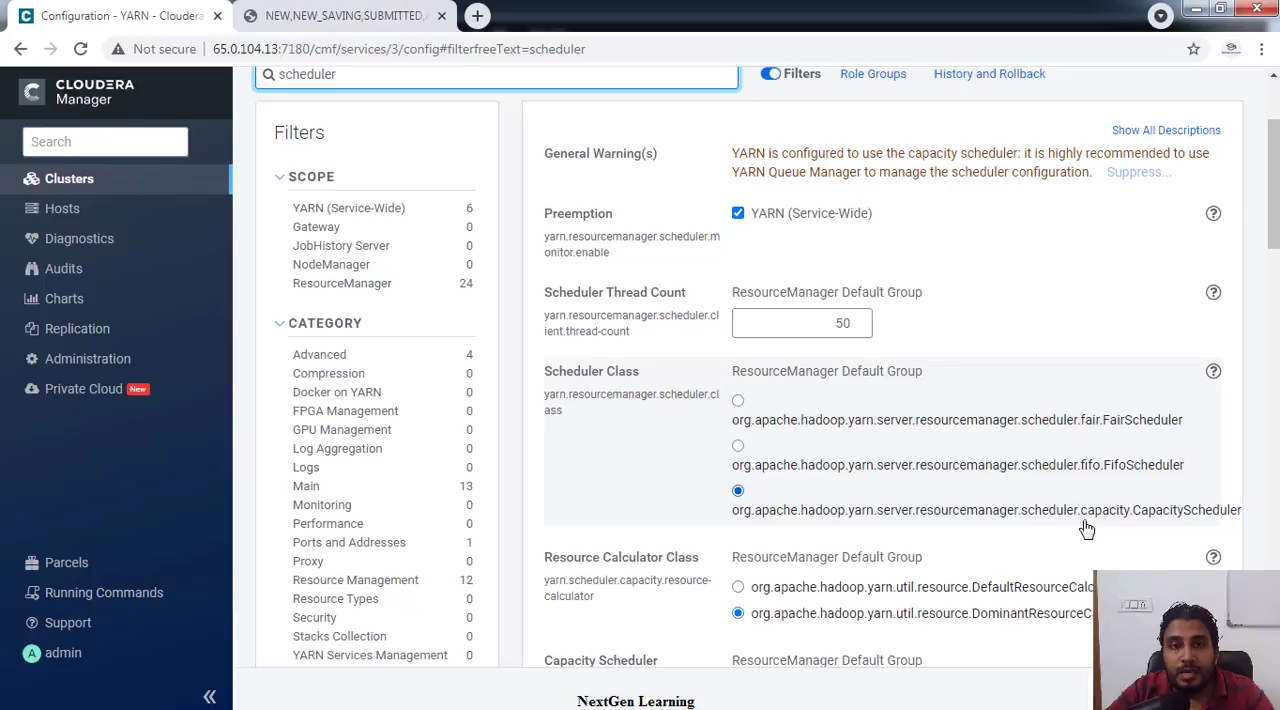 Configuration - YARN - Cloudera
NEW,NEW_SAVING,SUBMITTED,A
Not secure
65.0.104.13:7180/cmf/services/3/config#filterfreeText=scheduler
CLOUDERA
Manager
Search
Clusters
Hosts
Diagnostics
Audits
Charts
Replication
Administration
Private Cloud New
Parcels
Running Commands
Support
A admin
scheduler
Filters
Role Groups
History and Rollback
Filters
SCOPE
YARN (Service-Wide) 6
Gateway 0
JobHistory Server 0
NodeManager 0
ResourceManager 24
CATEGORY
Advanced 4
Compression 0
Docker on YARN 0
FPGA Management 0
GPU Management 0
Log Aggregation 0
Logs 0
Main 13
Monitoring 0
Performance 0
Ports and Addresses 1
Proxy 0
Resource Management 12
Resource Types 0
Security 0
Stacks Collection 0
YARN Services Management 0
Show All Descriptions
General Warning(s)
YARN is configured to use the capacity scheduler: it is highly recommended to use
YARN Queue Manager to manage the scheduler configuration. Suppress...
Preemption
yarn.resourcemanager.scheduler.mo
nitor.enable
YARN (Service-Wide)
Scheduler Thread Count
yarn.resourcemanager.scheduler.cl
ient.thread-count
ResourceManager Default Group
50
Scheduler Class
yarn.resourcemanager.scheduler.cl
ass
ResourceManager Default Group
org.apache.hadoop.yarn.server.resourcemanager.scheduler.fair.FairScheduler
org.apache.hadoop.yarn.server.resourcemanager.scheduler.fifo.FifoScheduler
org.apache.hadoop.yarn.server.resourcemanager.scheduler.capacity.CapacityScheduler
Resource Calculator Class
yarn.scheduler.capacity.resource-
calculator
ResourceManager Default Group
org.apache.hadoop.yarn.util.resource.DefaultResourceCalc
org.apache.hadoop.yarn.util.resource.DominantResourceCa
Capacity Scheduler
ResourceManager Default Group
NextGen Learning